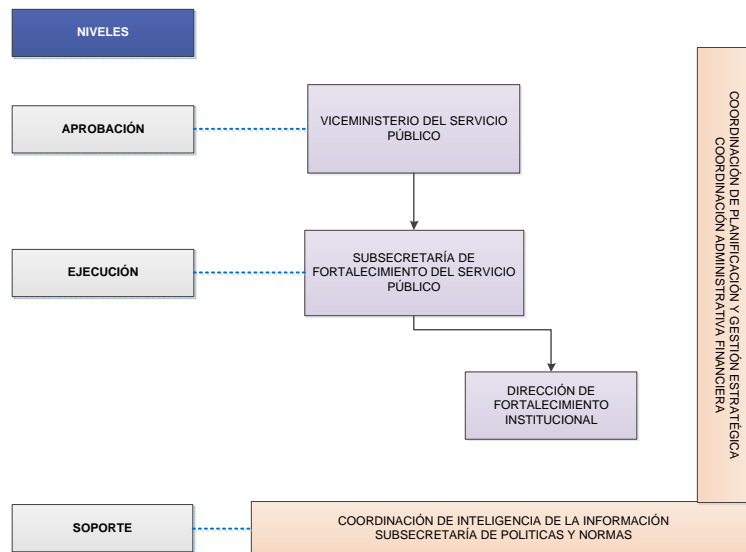 NIVELES
APROBACIÓN
VICEMINISTERIO DEL SERVICIO
PÚBLICO
EJECUCIÓN
SUBSECRETARÍA DE
FORTALECIMIENTO DEL SERVICIO
PÚBLICO
DIRECCIÓN DE
FORTALECIMIENTO
INSTITUCIONAL
COORDINACIÓN DE PLANIFICACIÓN Y GESTIÓN ESTRATÉGICA
COORDINACIÓN ADMINISTRATIVA FINANCIERA
SOPORTE
COORDINACIÓN DE INTELIGENCIA DE LA INFORMACIÓN
SUBSECRETARÍA DE POLITICAS Y NORMAS